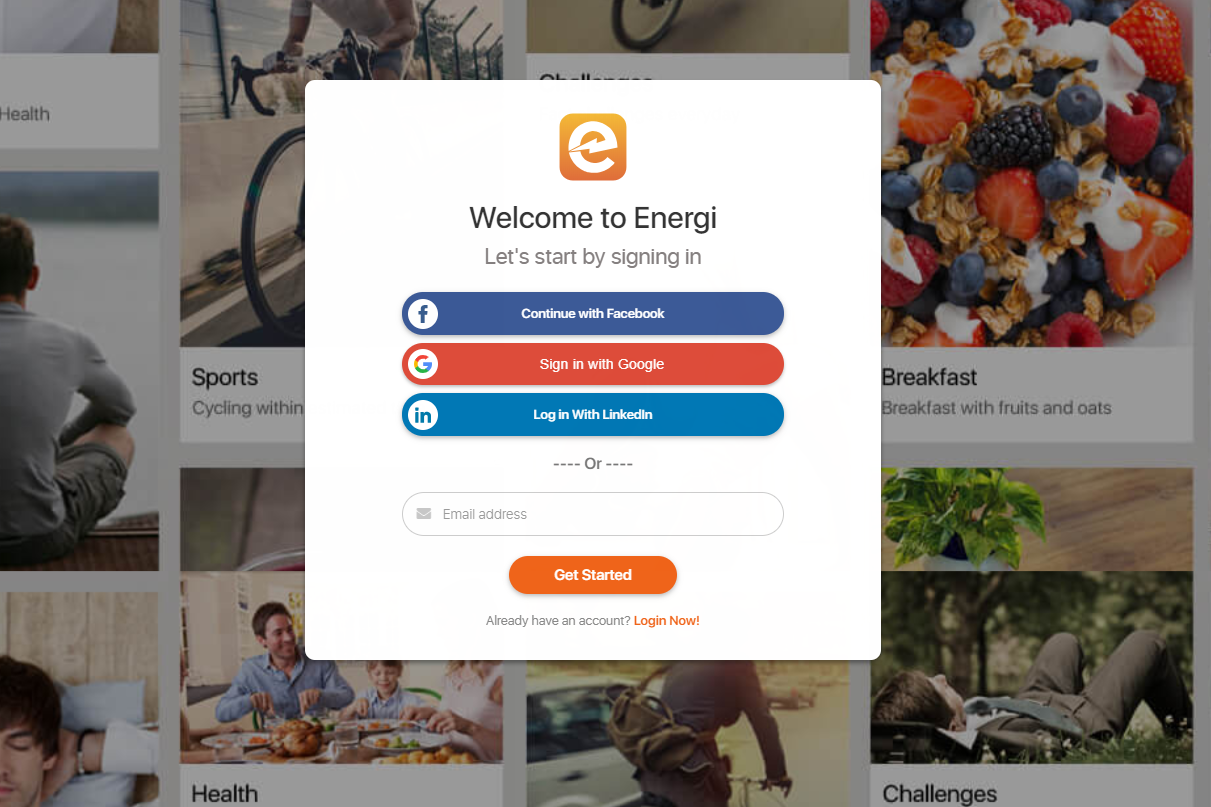 Challenges
Health
Welcome to Energi
Let's start by signing in
Continue with Facebook
Sign in with Google
Log in With LinkedIn
---- Or ----
Email address
Get Started
Already have an account? Login Now!
Sports
Cycling within
Breakfast
Breakfast with fruits and oats
Health
Challenges